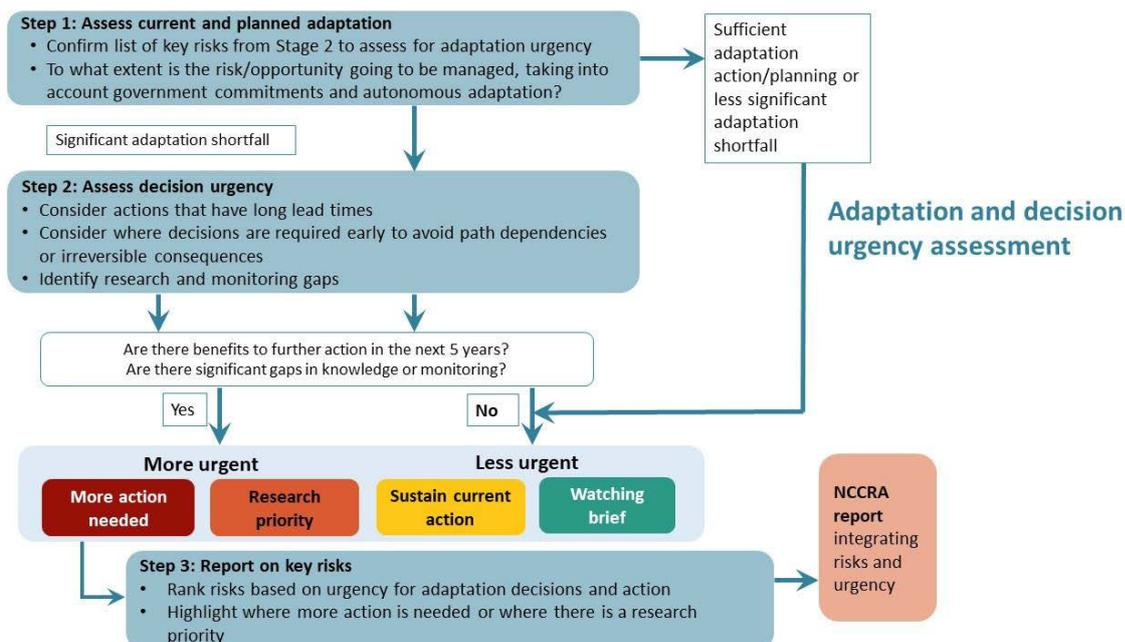 Step 1: Assess current and planned adaptation
• Confirm list of key risks from Stage 2 to assess for adaptation urgency
• To what extent is the risk/opportunity going to be managed, taking into
account government commitments and autonomous adaptation?
Sufficient
adaptation
action/planning or
less significant
adaptation
shortfall
Significant adaptation shortfall
Step 2: Assess decision urgency
• Consider actions that have long lead times
• Consider where decisions are required early to avoid path dependencies
or irreversible consequences
• Identify research and monitoring gaps
Adaptation and decision
urgency assessment
Are there benefits to further action in the next 5 years?
Are there significant gaps in knowledge or monitoring?
Yes
No
More urgent
Less urgent
More action
needed
Research
priority
Sustain current
action
Watching
brief
Step 3: Report on key risks
• Rank risks based on urgency for adaptation decisions and action
• Highlight where more action is needed or where there is a research
priority
NCCRA
report
integrating
risks and
urgency